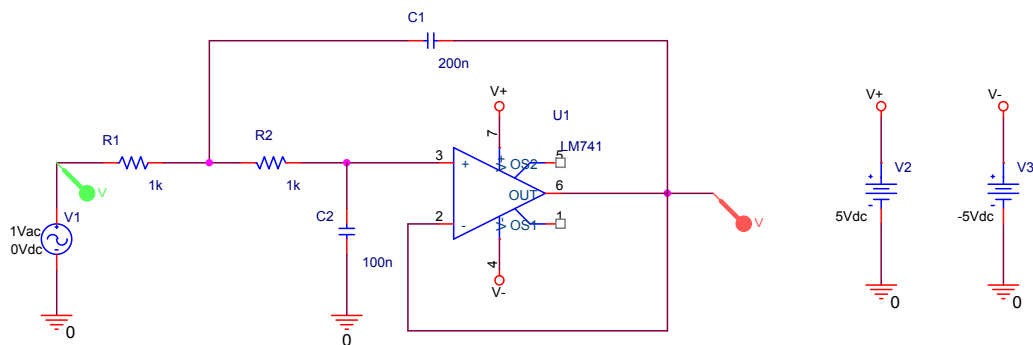 C1
200n
V+
U1
V+
V-
R1
R2
7
5
LM741
V2
V3
3
+
V+
OS2
1k
1k
V
OUT
6
V1
C2
2
-
V-
OS1
1
V
1Vac
0Vdc
5Vdc
-5Vdc
100n
4
V-
0
0
0
0